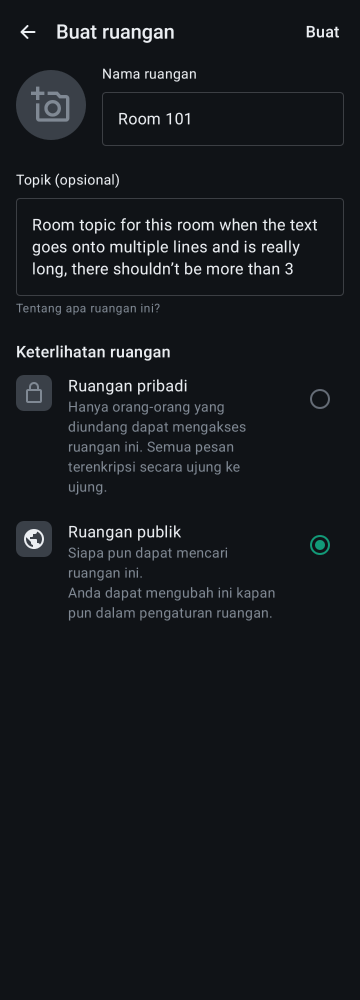 Buat ruangan
Buat
Nama ruangan
Room 101
Topik (opsional)
Room topic for this room when the text
goes onto multiple lines and is really
long, there shouldn’t be more than 3
Tentang apa ruangan ini?
Keterlihatan ruangan
Ruangan pribadi
Hanya orang-orang yang
diundang dapat mengakses
ruangan ini. Semua pesan
terenkripsi secara ujung ke
ujung.
Ruangan publik
Siapa pun dapat mencari
ruangan ini.
Anda dapat mengubah ini kapan
pun dalam pengaturan ruangan.